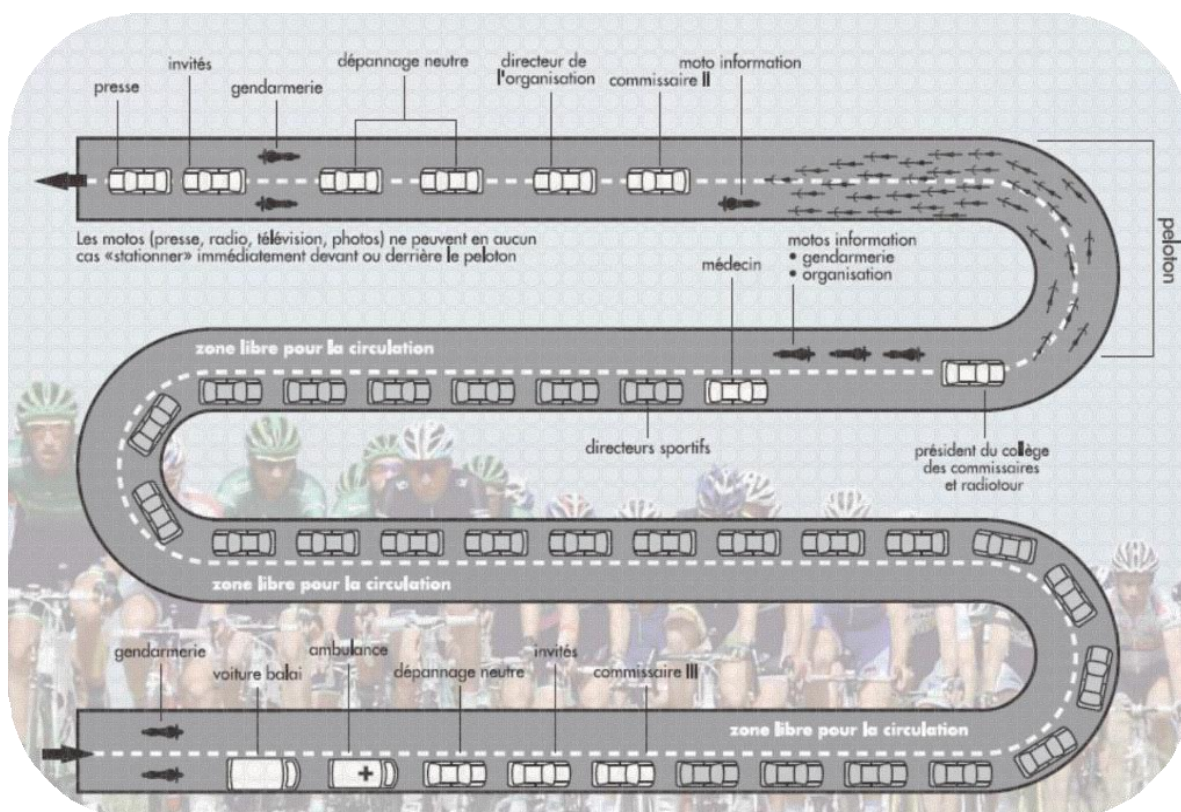 presse
invités
gendarmerie
dépannage neutre
directeur de
l'organisation
commissaire II
moto information
Les motos (presse, radio, télévision, photos) ne peuvent en aucun
cas «stationner» immédiatement devant ou derrière le peloton
peloton
motos information
• gendarmerie
• organisation
médecin
zone libre pour la circulation
directeurs sportifs
président du collège
des commissaires
et radiotour
zone libre pour la circulation
gendarmerie
voiture balai
ambulance
dépannage neutre
invités
commissaire III
zone libre pour la circulation